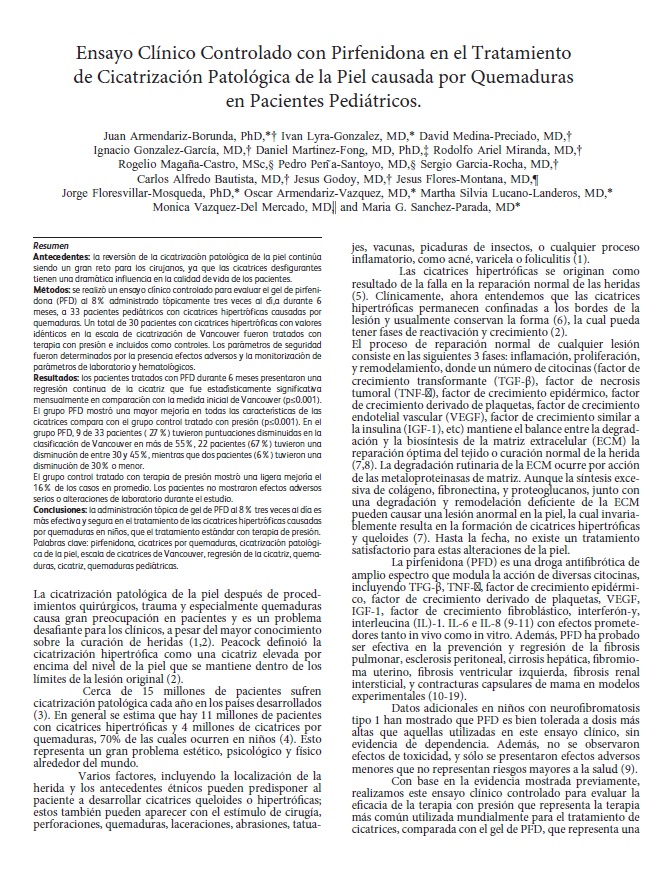 Ensayo Clínico Controlado con Pirfenidona en el Tratamiento
de Cicatrización Patológica de la Piel causada por Quemaduras
en Pacientes Pediátricos.
Juan Armendariz-Borunda, PhD,*† Ivan Lyra-Gonzalez, MD,* David Medina-Preciado, MD,†
Ignacio Gonzalez-García, MD,† Daniel Martinez-Fong, MD, PhD,‡ Rodolfo Ariel Miranda, MD,†
Rogelio Magaña-Castro, MSc,§ Pedro Peñ'a-Santoyo, MD,§ Sergio Garcia-Rocha, MD,†
Carlos Alfredo Bautista, MD,† Jesus Godoy, MD,† Jesus Flores-Montana, MD,¶
Jorge Floresvillar-Mosqueda, PhD,* Oscar Armendariz-Vazquez, MD,* Martha Silvia Lucano-Landeros, MD,*
Monica Vazquez-Del Mercado, MD¶ and Maria G. Sanchez-Parada, MD*
Resumen
Antecedentes: la reversión de la cicatrización patológica de la piel continúa
siendo un gran reto para los cirujanos, ya que las cicatrices desfigurantes
tienen una dramática influencia en la calidad de vida de los pacientes.
Métodos: se realizó un ensayo clínico controlado para evaluar el gel de pirfeni-
dona (PFD) al 8% administrado tòpicamente tres veces al dí,a durante 6
meses, a 33 pacientes pediátricos con cicatrices hipertróficas causadas por
quemaduras. Un total de 30 pacientes con cicatrices hipertróficas con valores
idénticos en la escala de cicatrización de Vancouver fueron tratados con
terapia con presión e incluidos como controles. Los parámetros de seguridad
fueron determinados por la presencia efectos adversos y la monitorización de
parámetros de laboratorio y hematológicos.
Resultados: los pacientes tratados con PFD durante 6 meses presentaron una
regresión continua de la cicatriz que fue estadísticamente significativa
mensualmente en comparación con la medida inicial de Vancouver (p≤0.001).
El grupo PFD mostró una mayor mejoría en todas las características de las
cicatrices compara con el grupo control tratado con presión (p≤0.001). En el
grupo PFD, 9 de 33 pacientes ( 27% ) tuvieron puntuaciones disminuidas en la
clasificación de Vancouver en más de 55%, 22 pacientes (67%) tuvieron una
disminución de entre 30 y 45%, mientras que dos pacientes (6%) tuvieron una
disminución de 30% o menor.
El grupo control tratado con terapia de presión mostró una ligera mejoría el
16% de los casos en promedio. Los pacientes no mostraron efectos adversos
serios o alteraciones de laboratorio durante el estudio.
Conclusiones: la administración tòpica de gel de PFD al 8% tres veces al día es
más efectiva y segura en el tratamiento de las cicatrices hipertróficas causadas
por quemaduras en niños, que el tratamiento estándar con terapia de presión.
Palabras clave: pirfenidona, cicatrices por quemaduras, cicatrización patológi-
ca de la piel, escala de cicatrices de Vancouver, regresión de la cicatriz, quema-
duras, cicatriz, quemaduras pediátricas.
La cicatrización patológica de la piel después de proced-
imientos quirúrgicos, trauma y especialmente quemaduras
causa gran preocupación en pacientes y es un problema
desafiante para los clínicos, a pesar del mayor conocimiento
sobre la curación de heridas (1,2). Peacock definoió la
cicatrización hipertrófica como una cicatriz elevada por
encima del nivel de la piel que se mantiene dentro de los
límites de la lesión original (2).
Cerca de 15 millones de pacientes sufren
cicatrización patológica cada año en los países desarrollados
(3). En general se estima que hay 11 millones de pacientes
con cicatrices hipertróficas y 4 millones de cicatrices por
quemaduras, 70% de las cuales ocurren en niños (4). Esto
representa un gran problema estético, psicológico y físico
alrededor del mundo.
Varios factores, incluyendo la localización de la
herida y los antecedentes étnicos pueden predisponer al
paciente a desarrollar cicatrices queloides o hipertróficas;
estos también pueden aparecer con el estímulo de cirugía,
perforaciones, quemaduras, laceraciones, abrasiones, tatua-
jes, vacunas, picaduras de insectos, o cualquier proceso
inflamatorio, como acné, varicela o foliculitis (1).
Las cicatrices hipertróficas se originan como
resultado de la falla en la reparación normal de las heridas
(5). Clínicamente, ahora entendemos que las cicatrices
hipertróficas permanecen confinadas a los bordes de la
lesión y usualmente conservan la forma (6), la cual pueda
tener fases de reactivación y crecimiento (2).
El proceso de reparación normal de cualquier lesión
consiste en las siguientes 3 fases: inflamación, proliferación,
y remodelamiento, donde un número de citocinas (factor de
crecimiento transformante (TGF-β), factor de necrosis
tumoral (TNF-), factor de crecimiento epidérmico, factor
de crecimiento derivado de plaquetas, factor de crecimiento
endotelial vascular (VEGF), factor de crecimiento similar a
la insulina (IGF-1), etc) mantiene el balance entre la degrad-
ación y la biosíntesis de la matriz extracelular (ECM) la
reparación óptima del tejido o curación normal de la herida
(7,8). La degradación rutinaria de la ECM ocurre por acción
de las metaloproteinasas de matriz. Aunque la síntesis exce-
siva de colágeno, fibronectina, y proteoglucanos, junto con
una degradación y remodelación deficiente de la ECM
pueden causar una lesión anormal en la piel, la cual invaria-
blemente resulta en la formación de cicatrices hipertróficas
y queloides (7). Hasta la fecha, no existe un tratamiento
satisfactorio para estas alteraciones de la piel.
La pirfenidona (PFD) es una droga antifibrótica de
amplio espectro que modula la acción de diversas citocinas,
incluyendo TFG-β, TNF-, factor de crecimiento epidérmi-
co, factor de crecimiento derivado de plaquetas, VEGF,
IGF-1, factor de crecimiento fibroblástico, interferón-γ,
interleucina (IL)-1. IL-6 e IL-8 (9-11) con efectos prome-
tedores tanto in vivo como in vitro. Además, PFD ha probado
ser efectiva en la prevención y regresión de la fibrosis
pulmonar, esclerosis peritoneal, cirrosis hepática, fibromio-
ma uterino, fibrosis ventricular izquierda, fibrosis renal
intersticial, y contracturas capsulares de mama en modelos
experimentales (10-19).
Datos adicionales en niños con neurofibromatosis
tipo 1 han mostrado que PFD es bien tolerada a dosis más
altas que aquellas utilizadas en este ensayo clínico, sin
evidencia de dependencia. Además, no se observaron
efectos de toxicidad, y sólo se presentaron efectos adversos
menores que no representan riesgos mayores a la salud (9).
Con base en la evidencia mostrada previamente,
realizamos este ensayo clínico controlado para evaluar la
eficacia de la terapia con presión que representa la terapia
más común utilizada mundialmente para el tratamiento de
cicatrices, comparada con el gel de PFD, que representa una